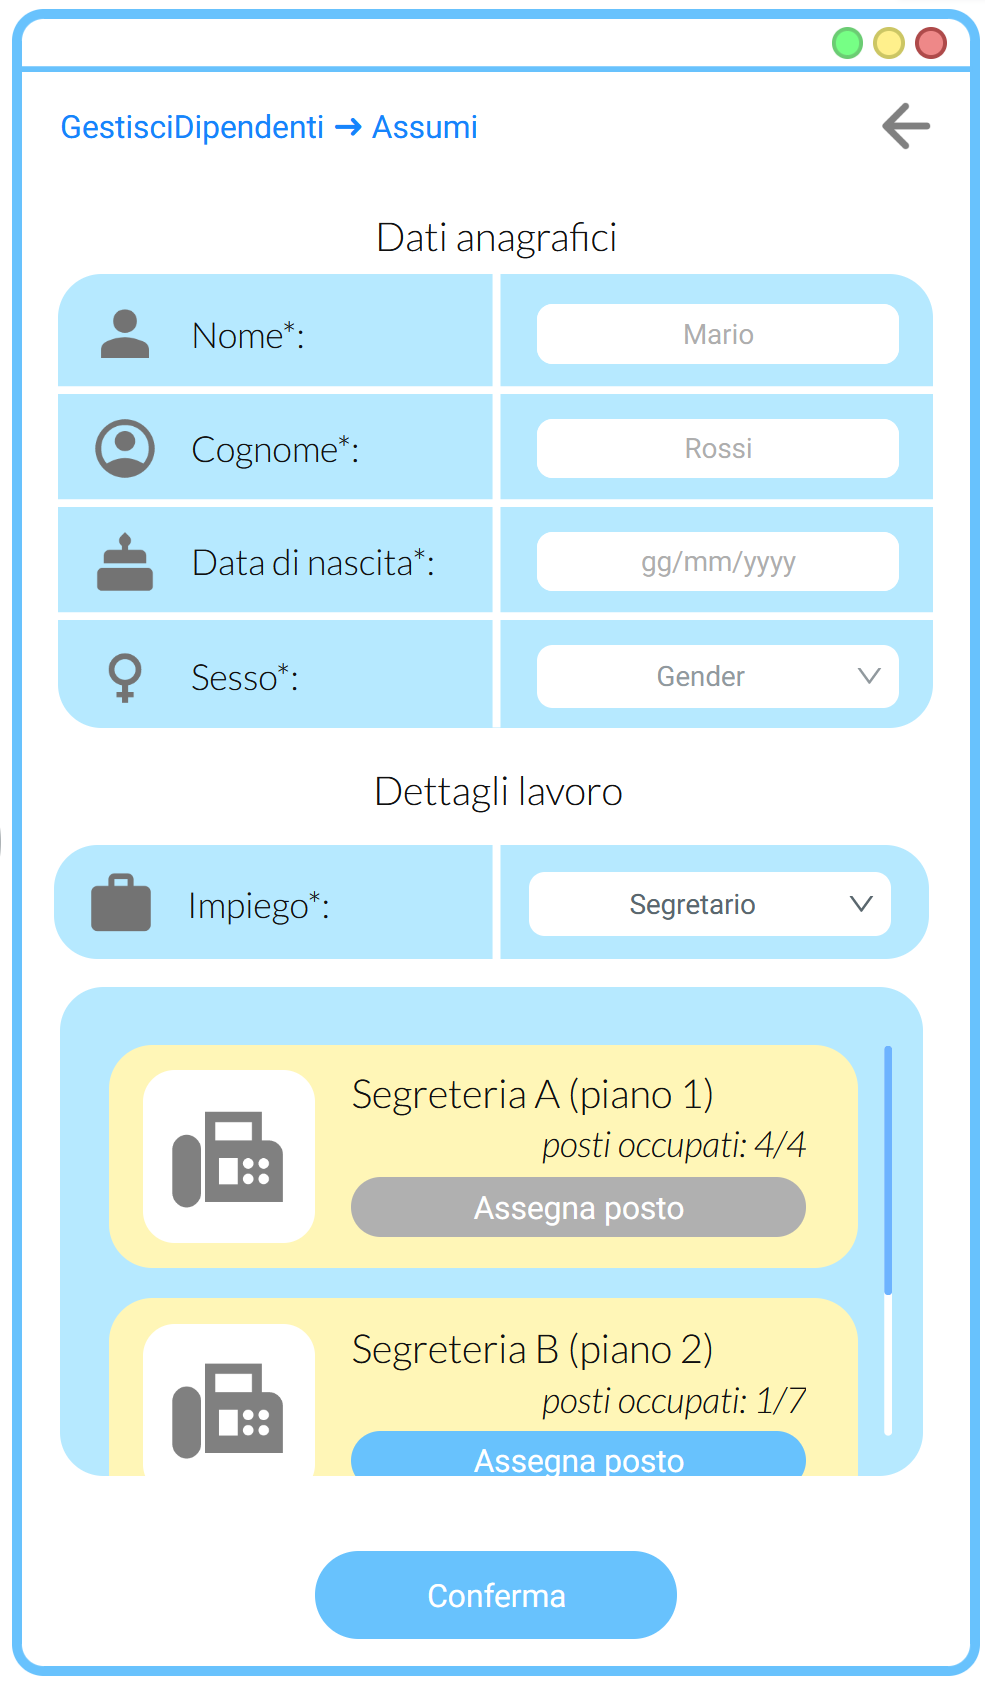 GestisciDipendenti → Assumi
Dati anagrafici
Nome*:
Mario
Cognome*:
Rossi
Data di nascita*:
gg/mm/yyyy
Sesso*:
Gender
Dettagli lavoro
Impiego*:
Segretario
Segreteria A (piano 1)
posti occupati: 4/4
Assegna posto
Segreteria B (piano 2)
posti occupati: 1/7
Assegna posto
Conferma